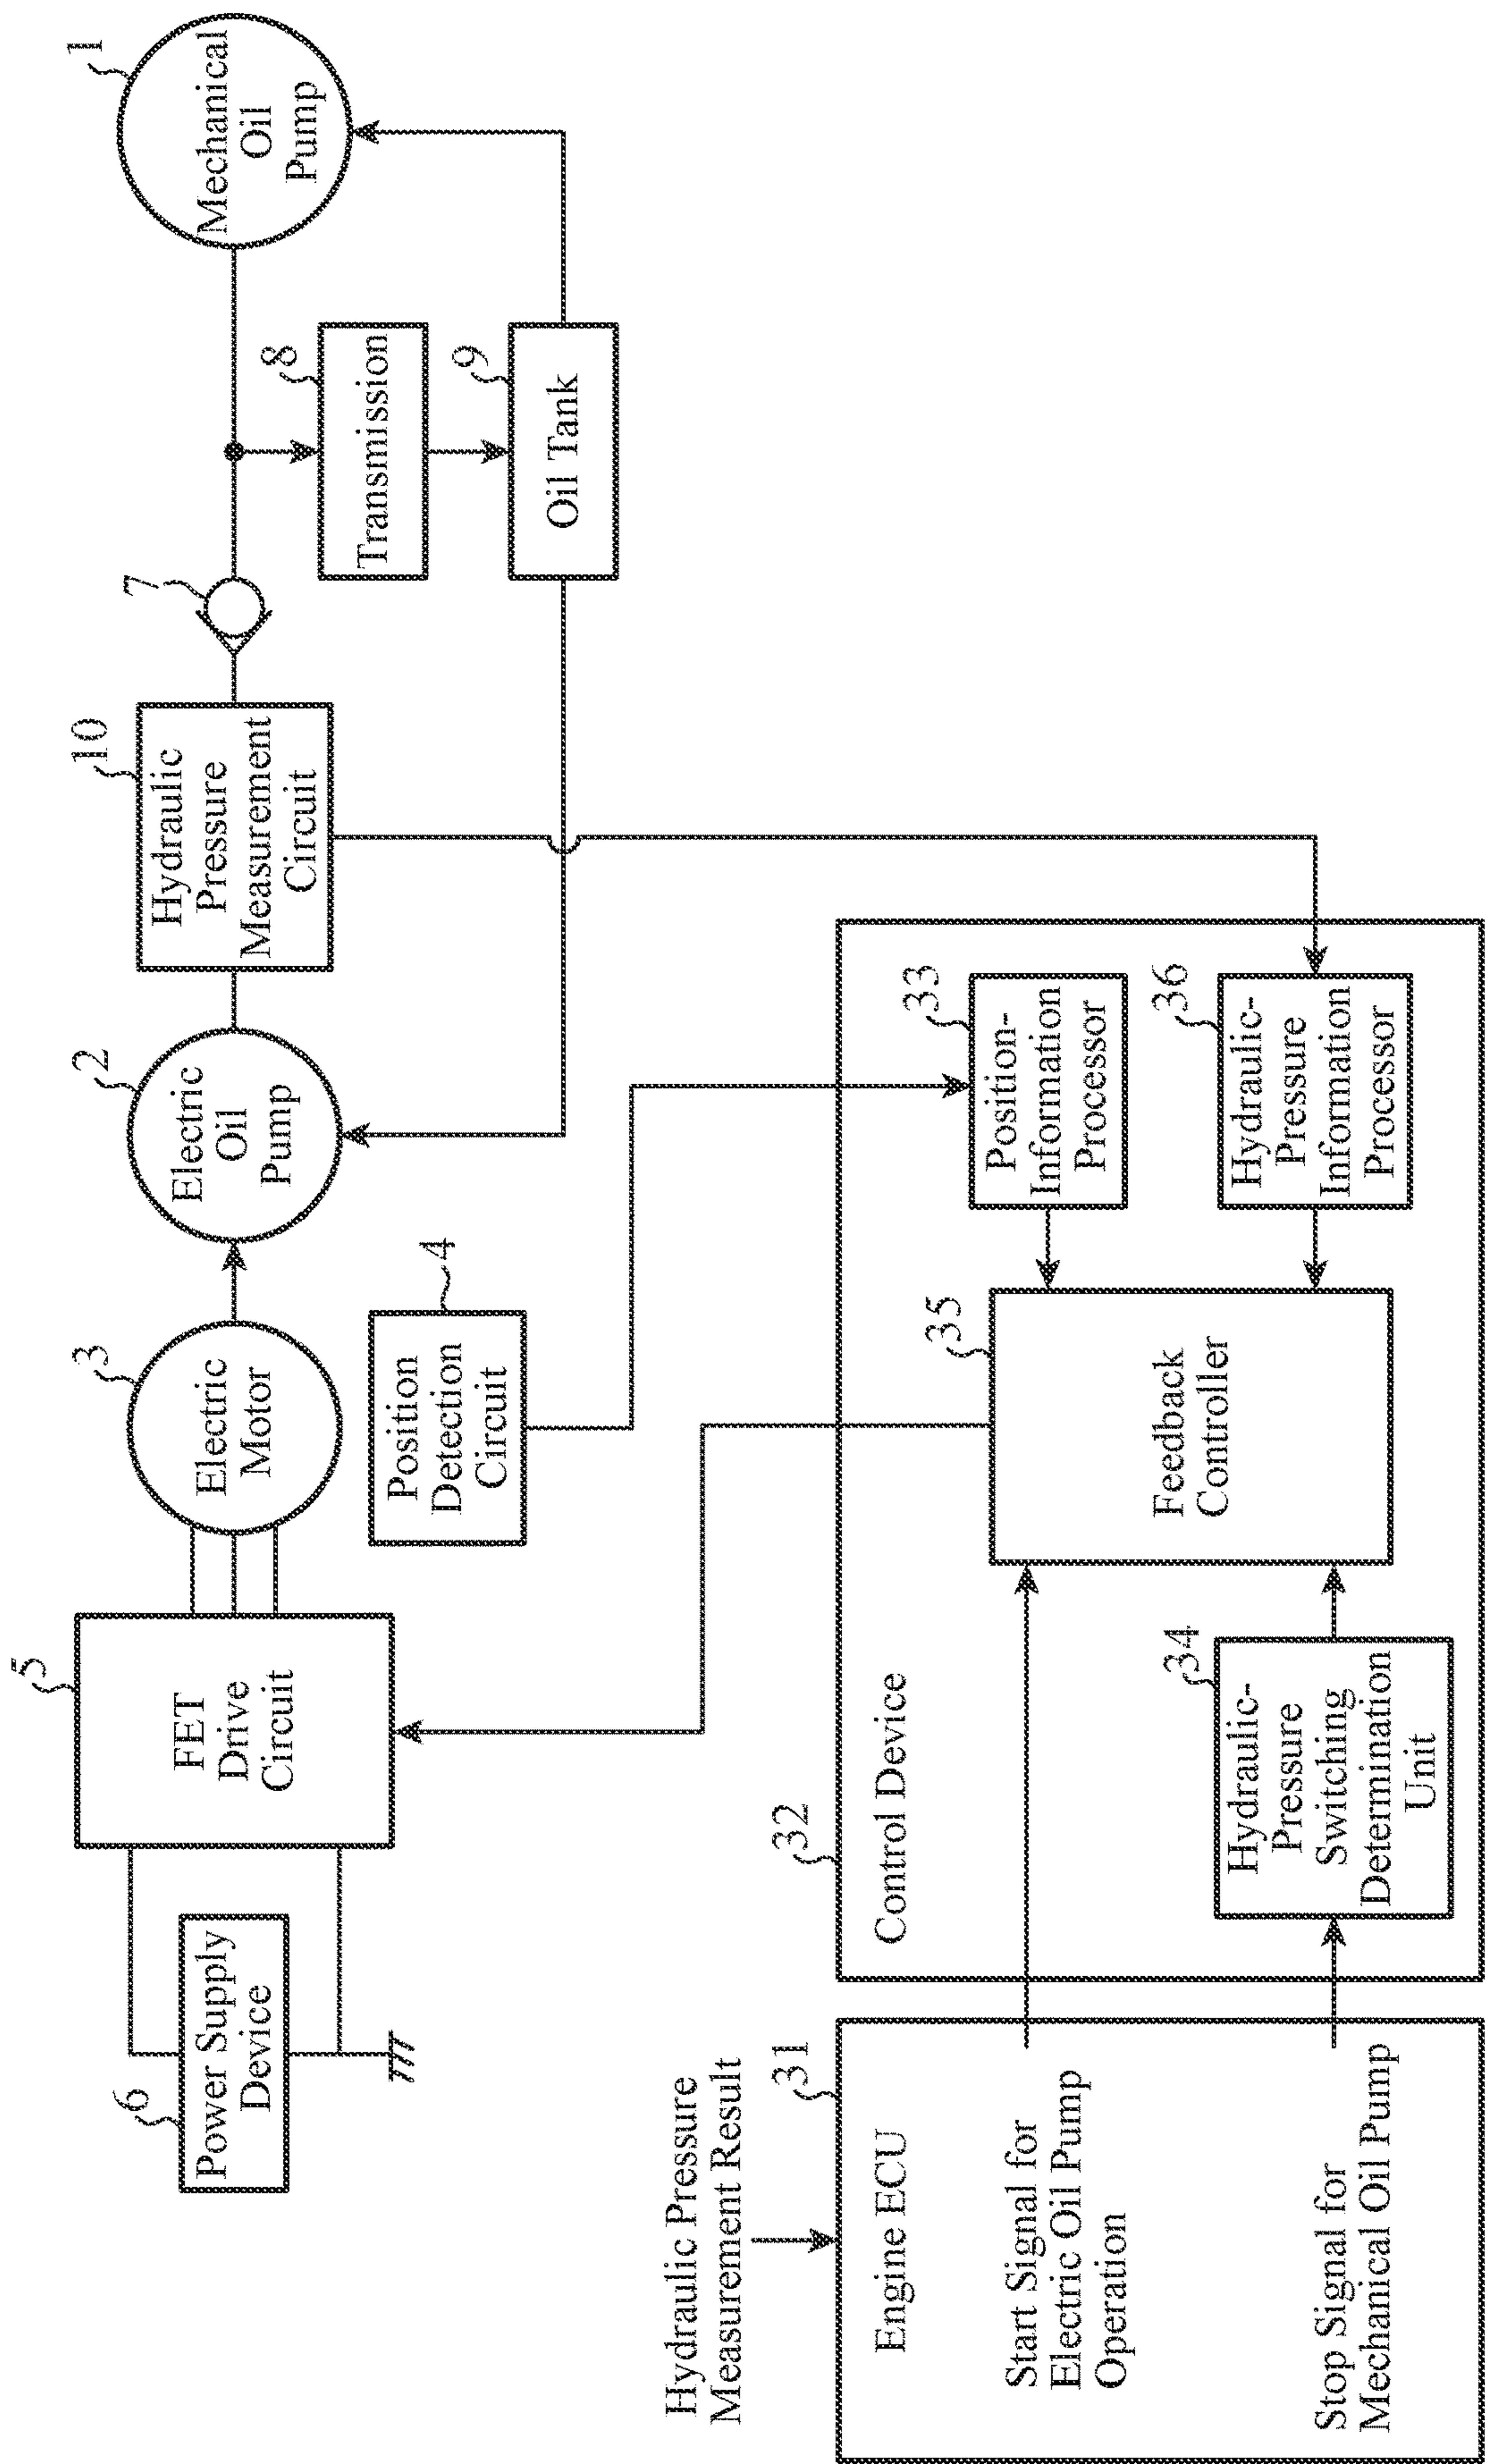 6
Power Supply
Device
5
FET
Drive
Circuit
3
Electric
Motor
2
Electric
Oil
Pump
10
Hydraulic
Pressure
Measurement
Circuit
7
1
Mechanical
Oil
Pump
8
Transmission
9
Oil Tank
4
Position
Detection
Circuit
Hydraulic Pressure
Measurement Result
31
Engine ECU
Start Signal for
Electric Oil Pump
Operation
Stop Signal for
Mechanical Oil Pump
32
Control Device
34
Hydraulic-
Pressure
Switching
Determination
Unit
35
Feedback
Controller
33
Position-
Information
Processor
36
Hydraulic-
Pressure
Information
Processor